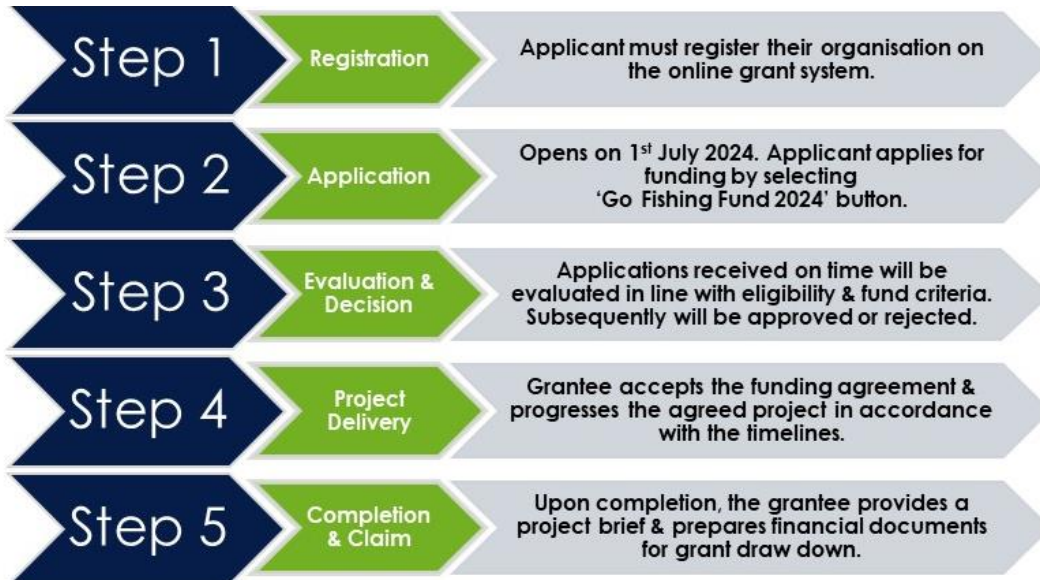 Step 1
Registration
Applicant must register their organisation on
the online grant system.
Step 2
Application
Opens on 1st July 2024. Applicant applies for
funding by selecting
‘Go Fishing Fund 2024’ button.
Step 3
Evaluation &
Decision
Applications received on time will be
evaluated in line with eligibility & fund criteria.
Subsequently will be approved or rejected.
Step 4
Project
Delivery
Grantee accepts the funding agreement &
progresses the agreed project in accordance
with the timelines.
Step 5
Completion
& Claim
Upon completion, the grantee provides a
project brief & prepares financial documents
for grant draw down.